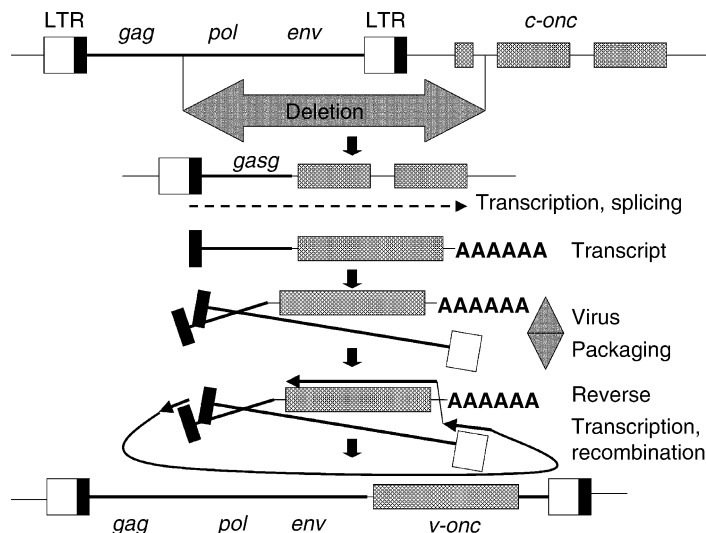 LTR LTR c-onc
gag pol env
Deletion
gasg
Transcription, splicing
AAAAAA Transcript
AAAAAA Virus
Packaging
AAAAAA Reverse
Transcription,
recombination
gag pol env v-onc